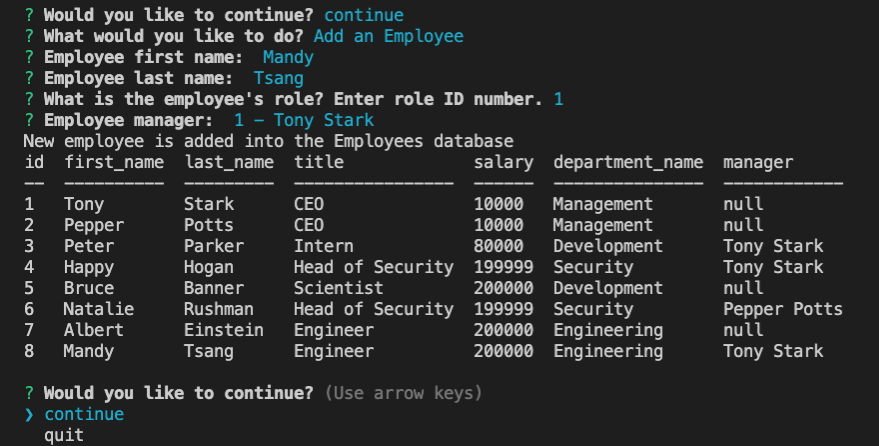 ? Would you like to continue? continue
? What would you like to do? Add an Employee
? Employee first name:  Mandy
? Employee last name:  Tsang
? What is the employee's role? Enter role ID number. 1
? Employee manager:  1 – Tony Stark
New employee is added into the Employees database
id  first_name  last_name  title             salary  department_name  manager
--  ----------  ---------  ----------------  ------  ---------------  ------------
1   Tony        Stark      CEO               10000   Management       null
2   Pepper      Potts      CEO               10000   Management       null
3   Peter       Parker     Intern            80000   Development      Tony Stark
4   Happy       Hogan      Head of Security  199999  Security         Tony Stark
5   Bruce       Banner     Scientist         200000  Development      null
6   Natalie     Rushman    Head of Security  199999  Security         Pepper Potts
7   Albert      Einstein   Engineer          200000  Engineering      null
8   Mandy       Tsang      Engineer          200000  Engineering      Tony Stark
? Would you like to continue? (Use arrow keys)
❯ continue
  quit